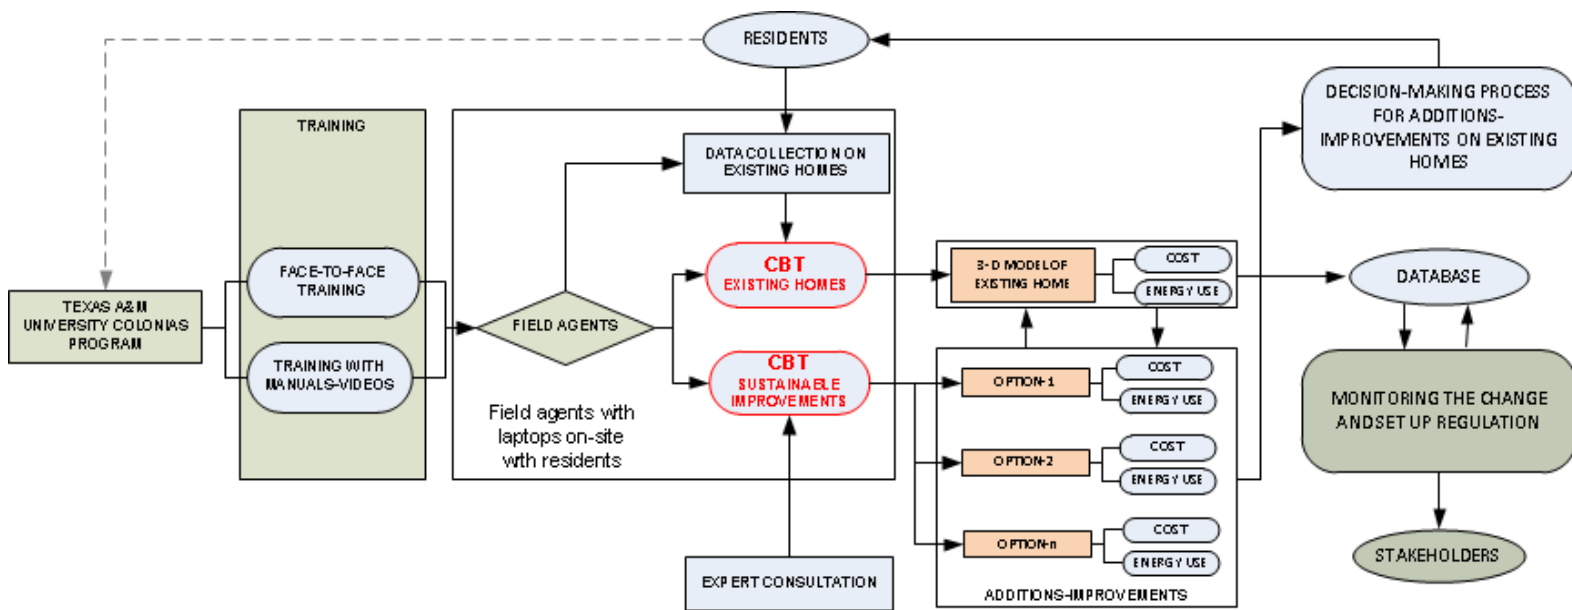 RESIDENTS
TRAINING
DECISION-MAKING PROCESS
FOR ADDITIONS-
IMPROVEMENTS ON EXISTING
HOMES
DATA COLLECTION ON
EXISTING HOMES
FACE-TO-FACE
TRAINING
CBT
EXISTING HOMES
3-D MODEL OF
EXISTING HOME
COST
ENERGY USE
DATABASE
TEXAS A&M
UNIVERSITY COLONIAS
PROGRAM
FIELD AGENTS
TRAINING WITH
MANUALS-VIDEOS
CBT
SUSTAINABLE
IMPROVEMENTS
OPTION-1
COST
ENERGY USE
MONITORING THE CHANGE
AND SET UP REGULATION
Field agents with
laptops on-site
with residents
OPTION-2
COST
ENERGY USE
OPTION-n
COST
ENERGY USE
STAKEHOLDERS
EXPERT CONSULTATION
ADDITIONS-IMPROVEMENTS